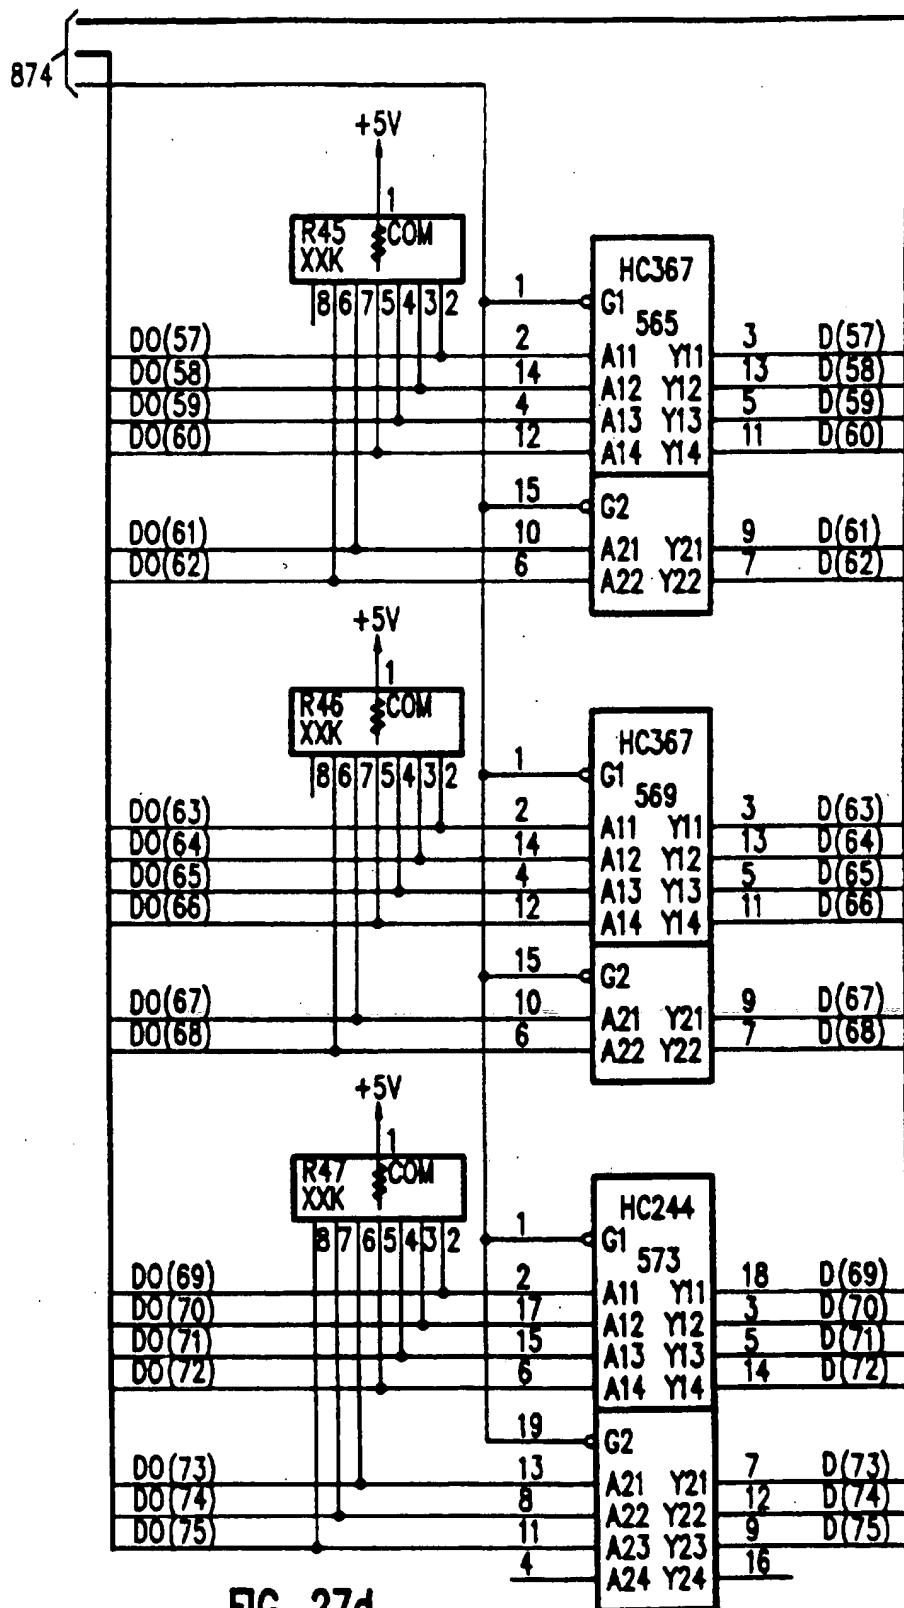 874
+5V
1
R45 COM
XXK
8 6 7 5 4 3 2
HC367
565
1 G1
DO(57) 2 A11 Y11 3 D(57)
DO(58) 14 A12 Y12 13 D(58)
DO(59) 4 A13 Y13 5 D(59)
DO(60) 12 A14 Y14 11 D(60)
15 G2
DO(61) 10 A21 Y21 9 D(61)
DO(62) 6 A22 Y22 7 D(62)
+5V
1
R46 COM
XXK
8 6 7 5 4 3 2
HC367
1 G1
569
DO(63) 2 A11 Y11 3 D(63)
DO(64) 14 A12 Y12 13 D(64)
DO(65) 4 A13 Y13 5 D(65)
DO(66) 12 A14 Y14 11 D(66)
15 G2
DO(67) 10 A21 Y21 9 D(67)
DO(68) 6 A22 Y22 7 D(68)
+5V
1
R47 COM
XXK
8 7 6 5 4 3 2
HC244
1 G1
573
DO(69) 2 A11 Y11 18 D(69)
DO(70) 17 A12 Y12 3 D(70)
DO(71) 15 A13 Y13 5 D(71)
DO(72) 6 A14 Y14 14 D(72)
19 G2
DO(73) 13 A21 Y21 7 D(73)
DO(74) 8 A22 Y22 12 D(74)
DO(75) 11 A23 Y23 9 D(75)
4 A24 Y24 16
FIG. 27d